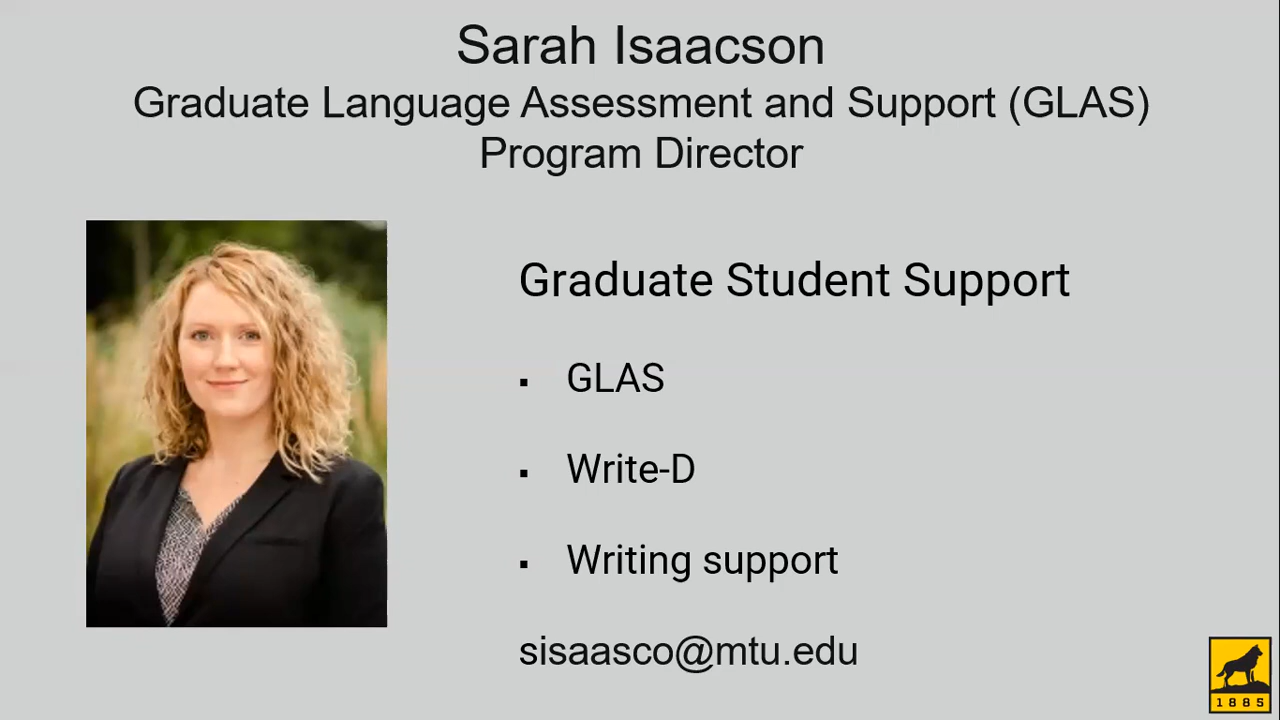 Sarah Isaacson
Graduate Language Assessment and Support (GLAS)
Program Director
Graduate Student Support
▪ GLAS
▪ Write-D
▪ Writing support
sisaasco@mtu.edu
1885